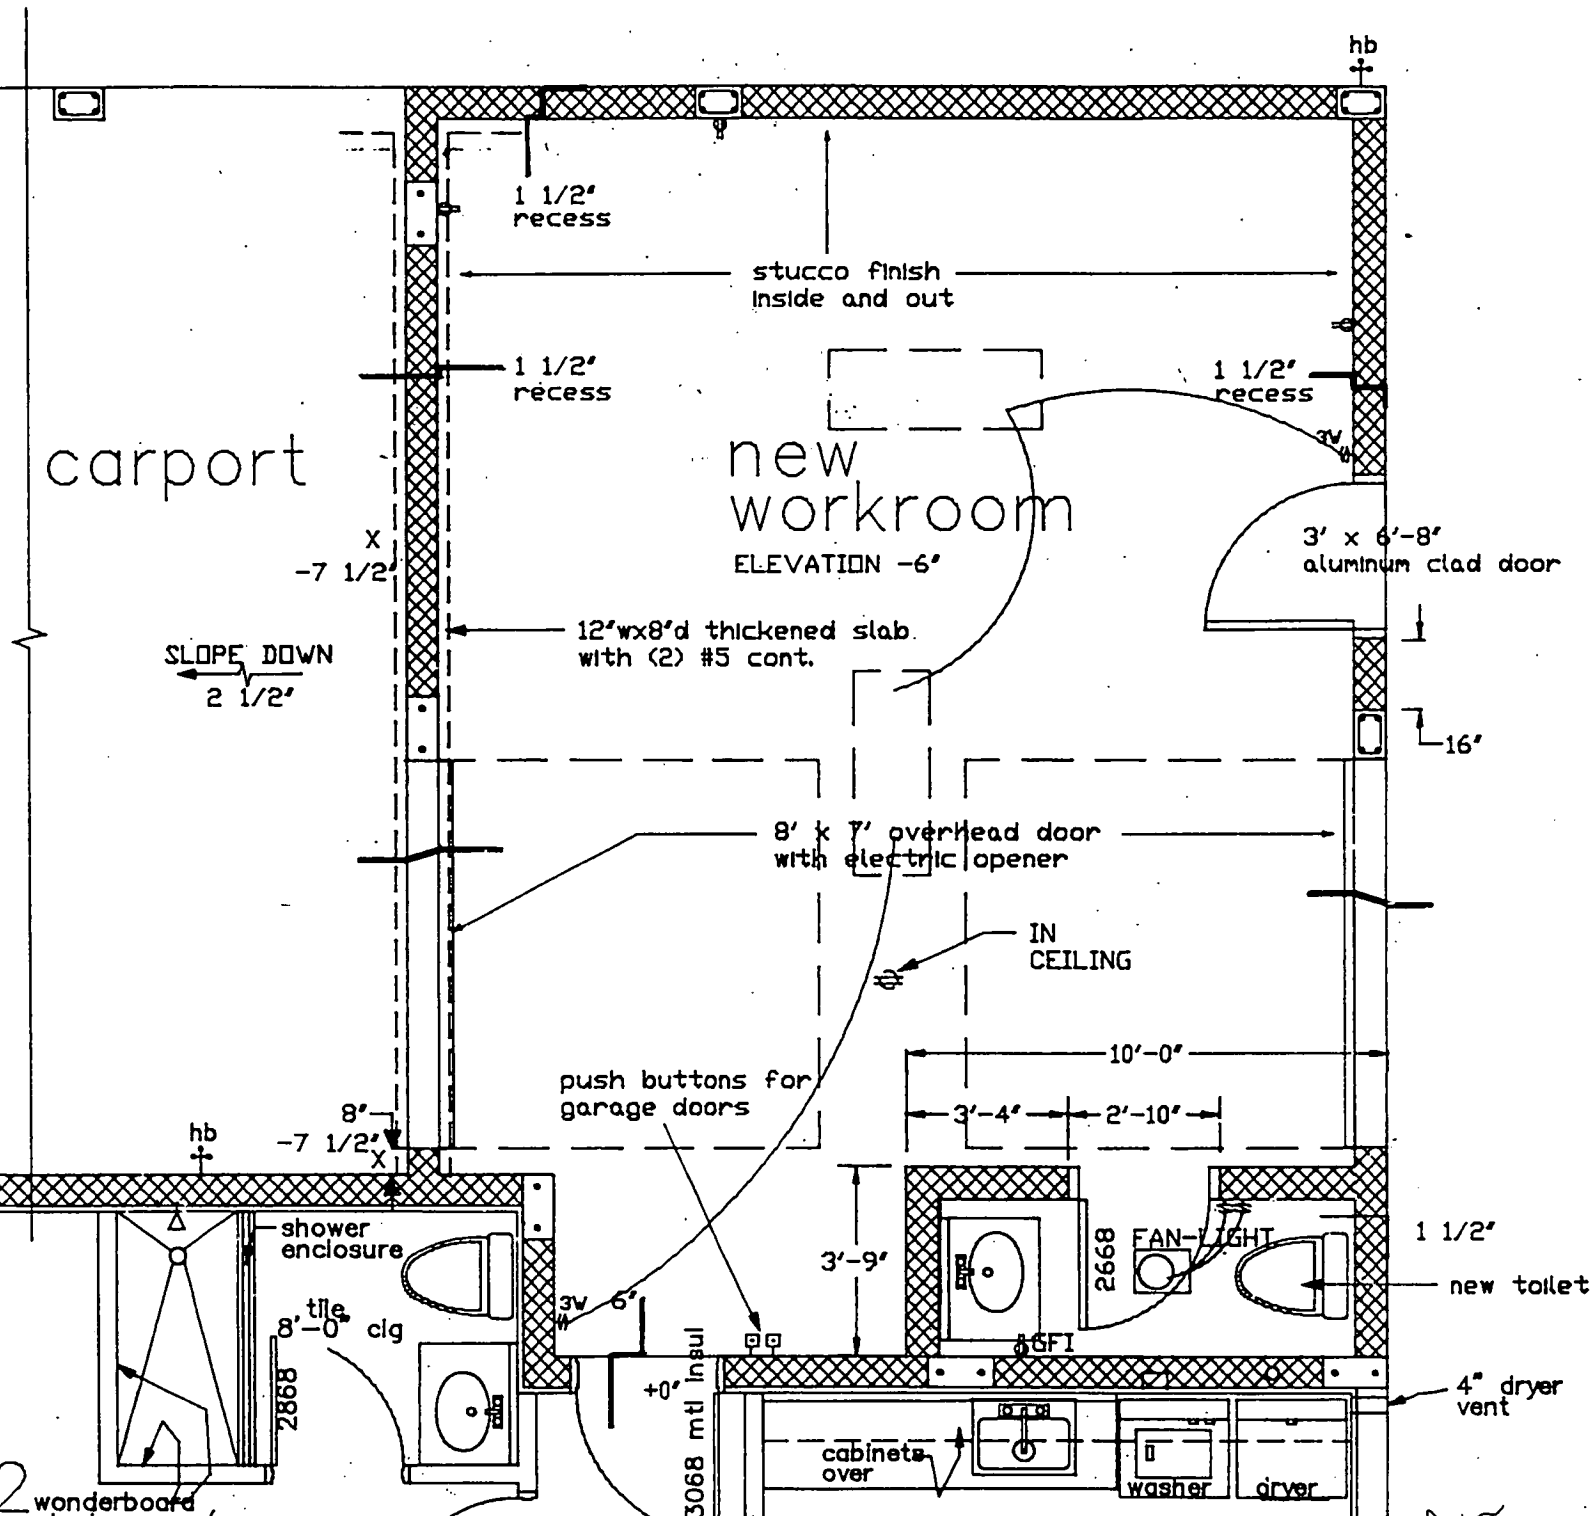 hb
1 1/2"
recess
stucco finish
inside and out
1 1/2"
recess
1 1/2"
recess
3W
carport
new
workroom
ELEVATION -6"
X
-7 1/2"
3' x 6'-8"
aluminum clad door
12"wx8"d thickened slab
with (2) #5 cont.
SLOPE DOWN
2 1/2"
16"
8' x 7' overhead door
with electric opener
IN
CEILING
10'-0"
push buttons for
garage doors
3'-4"
2'-10"
8"
-7 1/2"
X
hb
shower
enclosure
3'-9"
2668
FAN-LIGHT
1 1/2"
new toilet
tile
8'-0" clg
3W
6"
GFI
2868
+0"
3068 mtl insul
4" dryer
vent
cabinets
over
washer
dryer
2
wonderboard